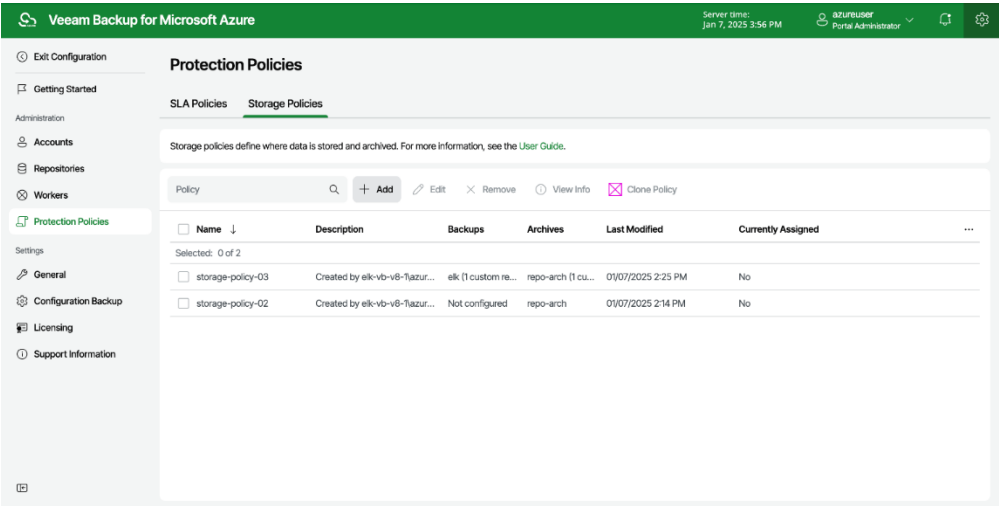 Veeam Backup for Microsoft Azure
Server time:
Jan 7, 2025 3:56 PM
azureuser
Portal Administrator
Exit Configuration
Getting Started
Administration
Accounts
Repositories
Workers
Protection Policies
Settings
General
Configuration Backup
Licensing
Support Information
Protection Policies
SLA Policies Storage Policies
Storage policies define where data is stored and archived. For more information, see the User Guide.
Policy Add Edit Remove View Info Clone Policy
Name ↓ Description Backups Archives Last Modified Currently Assigned ...
Selected: 0 of 2
storage-policy-03 Created by elk-vb-v8-1\azur... elk (1 custom re... repo-arch (1 cu... 01/07/2025 2:25 PM No
storage-policy-02 Created by elk-vb-v8-1\azur... Not configured repo-arch 01/07/2025 2:14 PM No